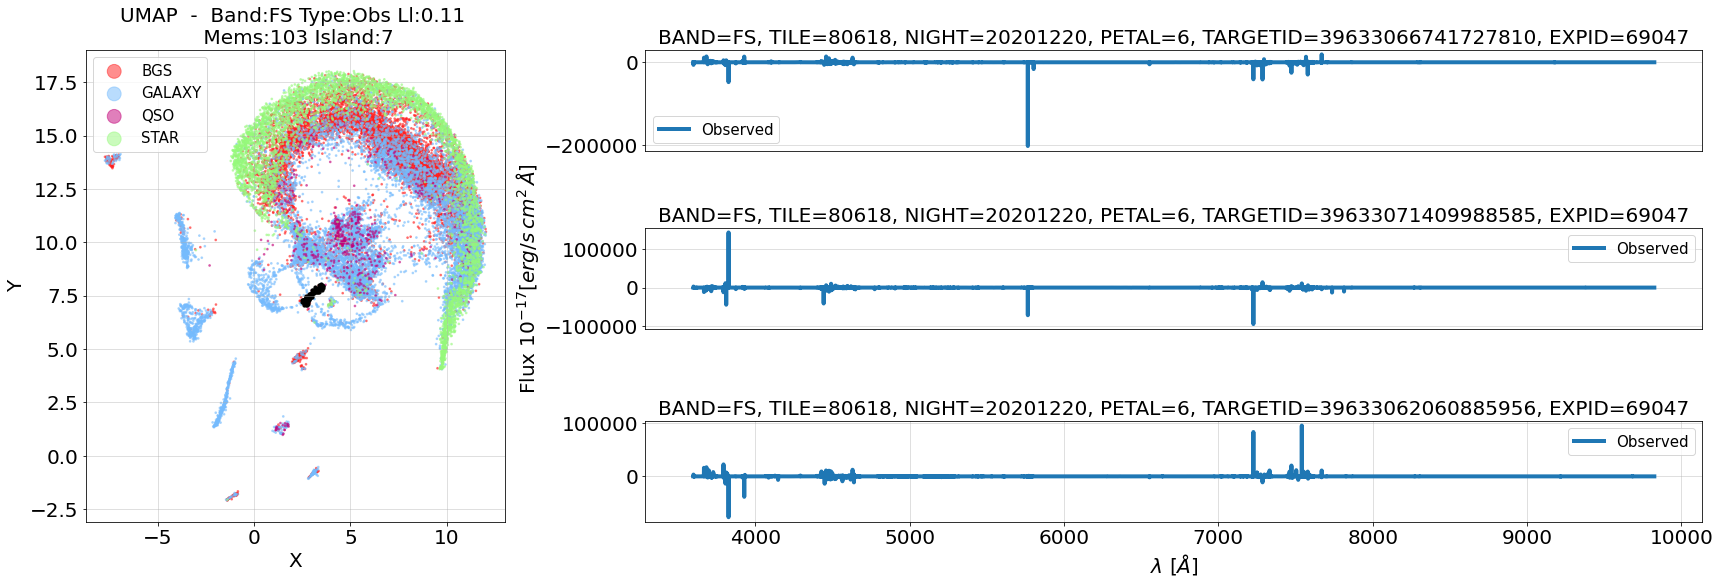 UMAP - Band:FS Type:Obs Ll:0.11
Mems:103 Island:7
BGS
GALAXY
QSO
STAR
17.5
15.0
12.5
10.0
7.5
5.0
2.5
0.0
−2.5
Y
−5
0
5
10
X
Flux 10^{-17}[erg/s cm^2 Å]
BAND=FS, TILE=80618, NIGHT=20201220, PETAL=6, TARGETID=39633066741727810, EXPID=69047
0
−200000
Observed
BAND=FS, TILE=80618, NIGHT=20201220, PETAL=6, TARGETID=39633071409988585, EXPID=69047
100000
0
−100000
Observed
BAND=FS, TILE=80618, NIGHT=20201220, PETAL=6, TARGETID=39633062060885956, EXPID=69047
100000
0
Observed
4000
5000
6000
7000
8000
9000
10000
λ [Å]